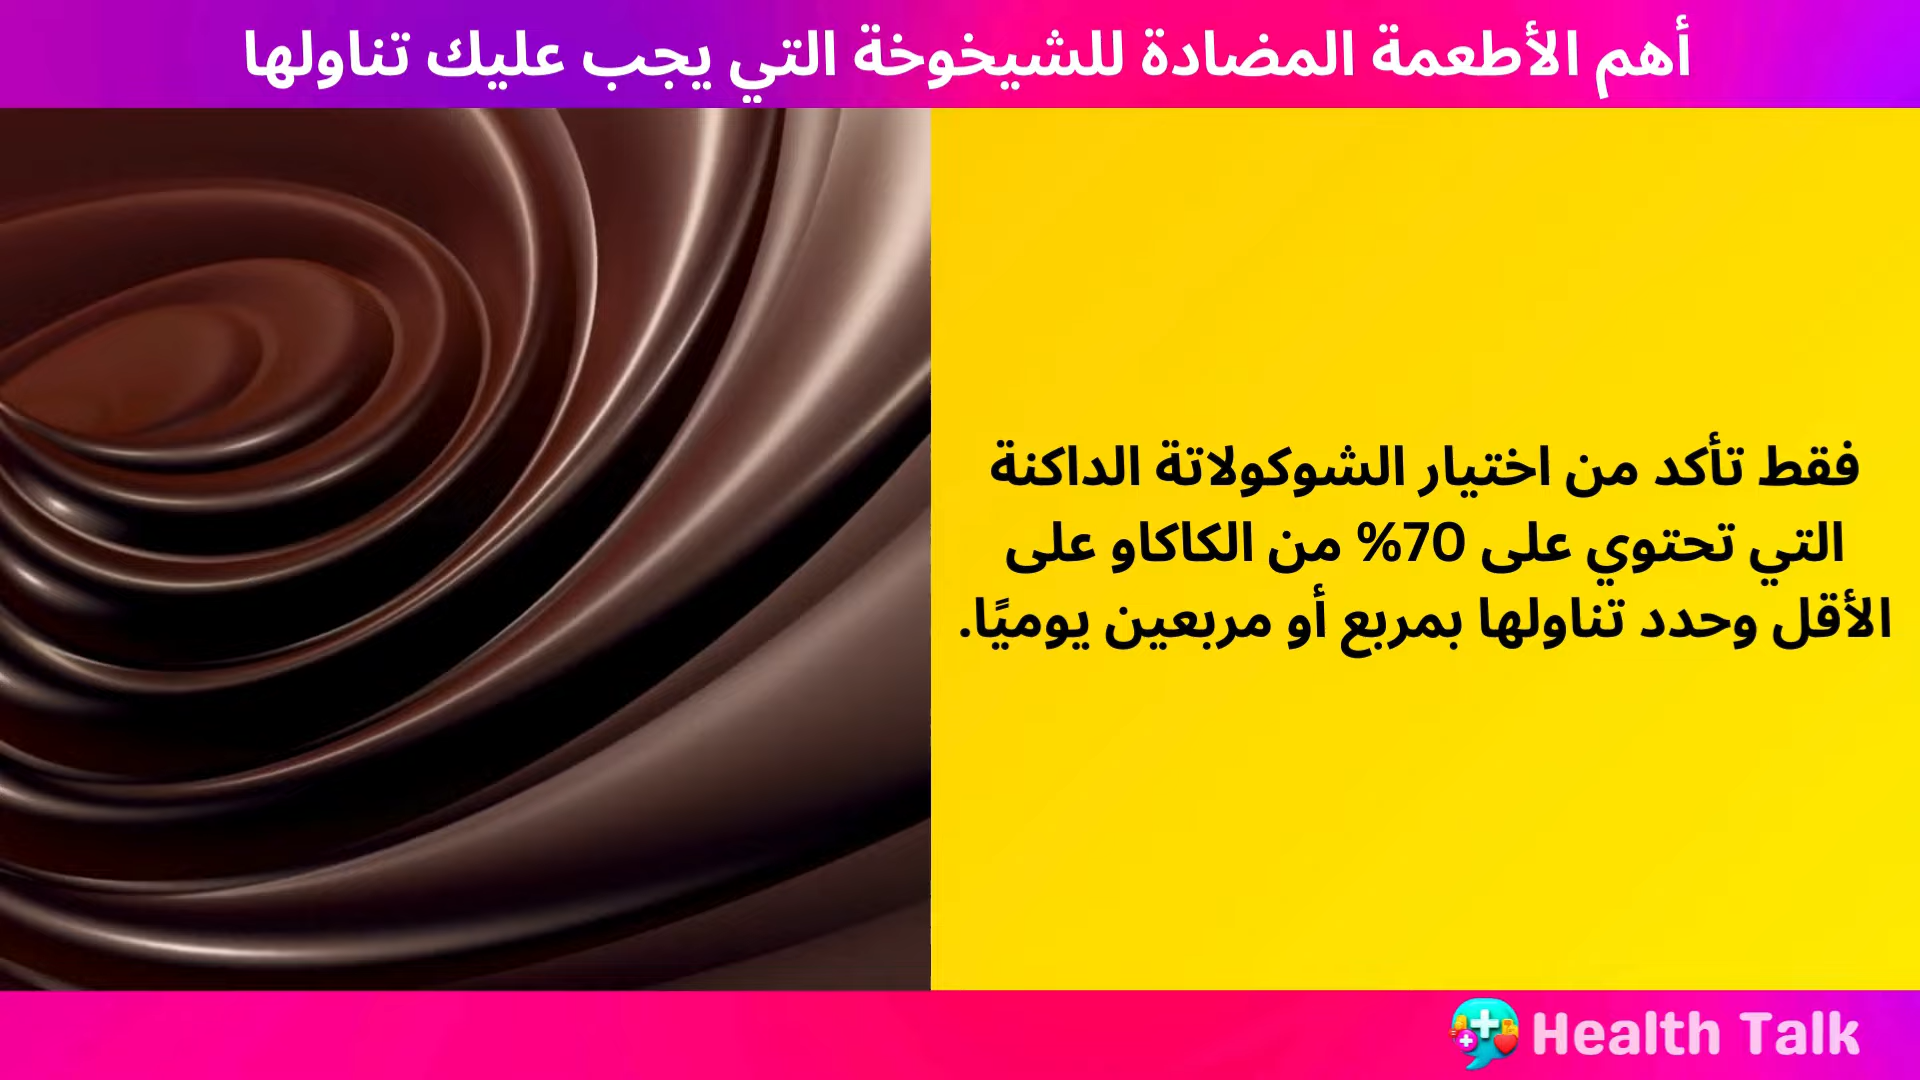 أهم الأطعمة المضادة للشيخوخة التي يجب عليك تناولها
فقط تأكد من اختيار الشوكولاتة الداكنة
التي تحتوي على 70% من الكاكاو على
الأقل وحدد تناولها بمربع أو مربعين يوميًا.
Health Talk